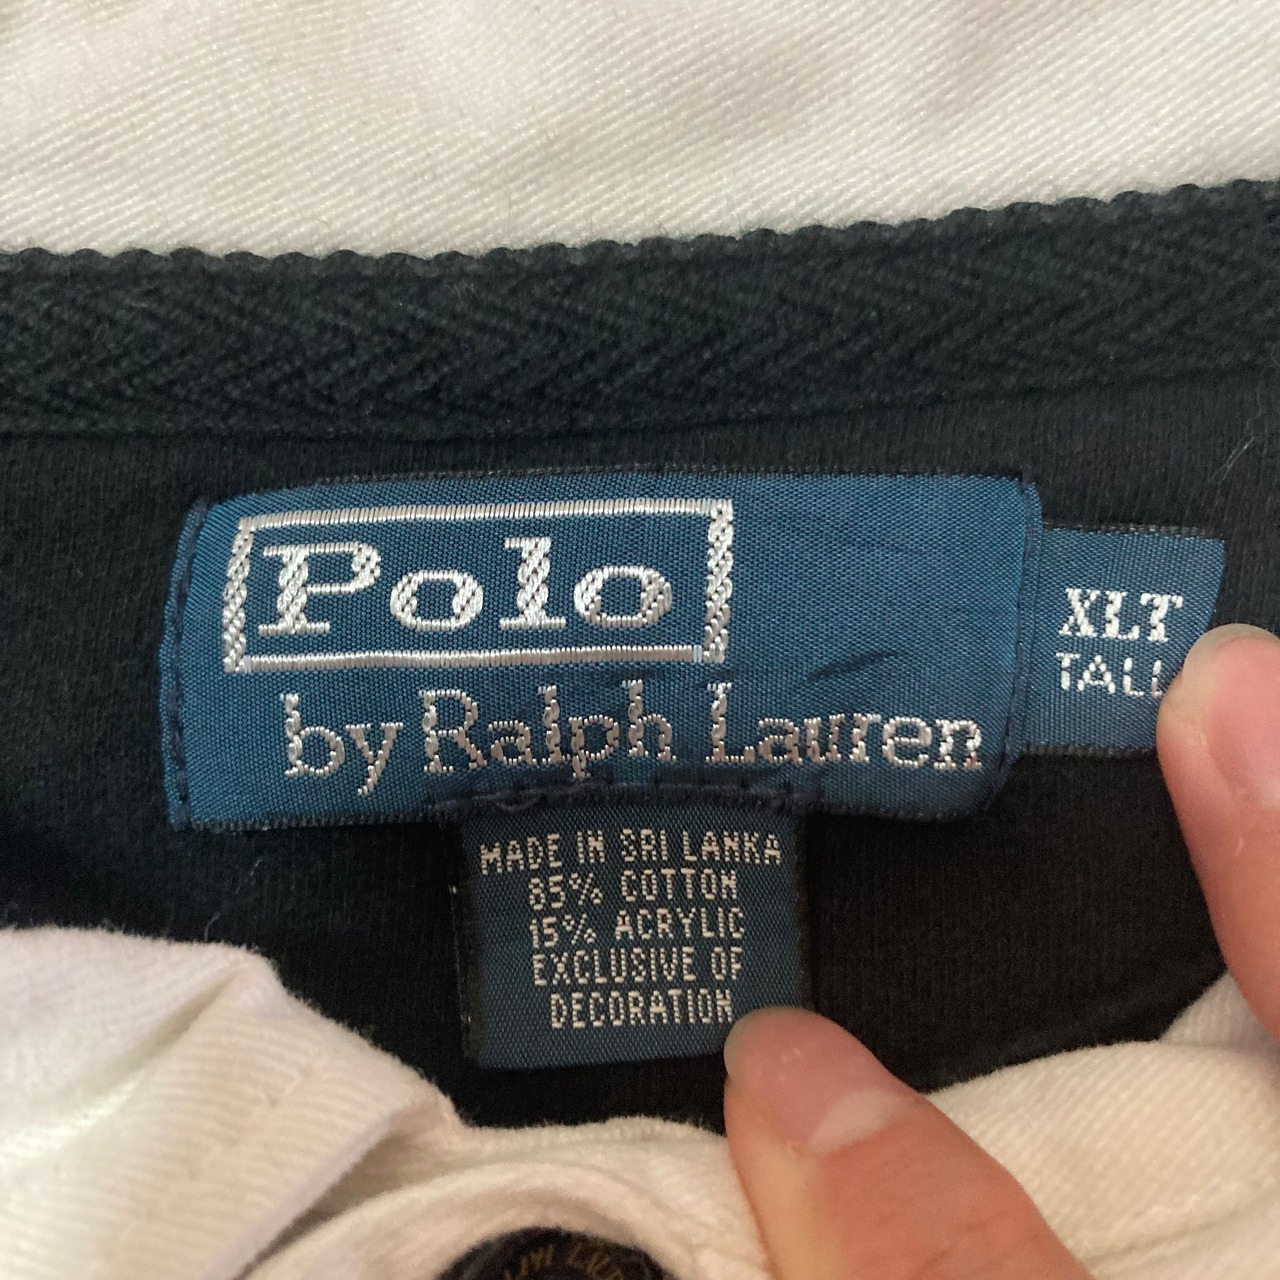 Polo
by Ralph Lauren
XLT
TALL
MADE IN SRI LANKA
85% COTTON
15% ACRYLIC
EXCLUSIVE OF
DECORATION